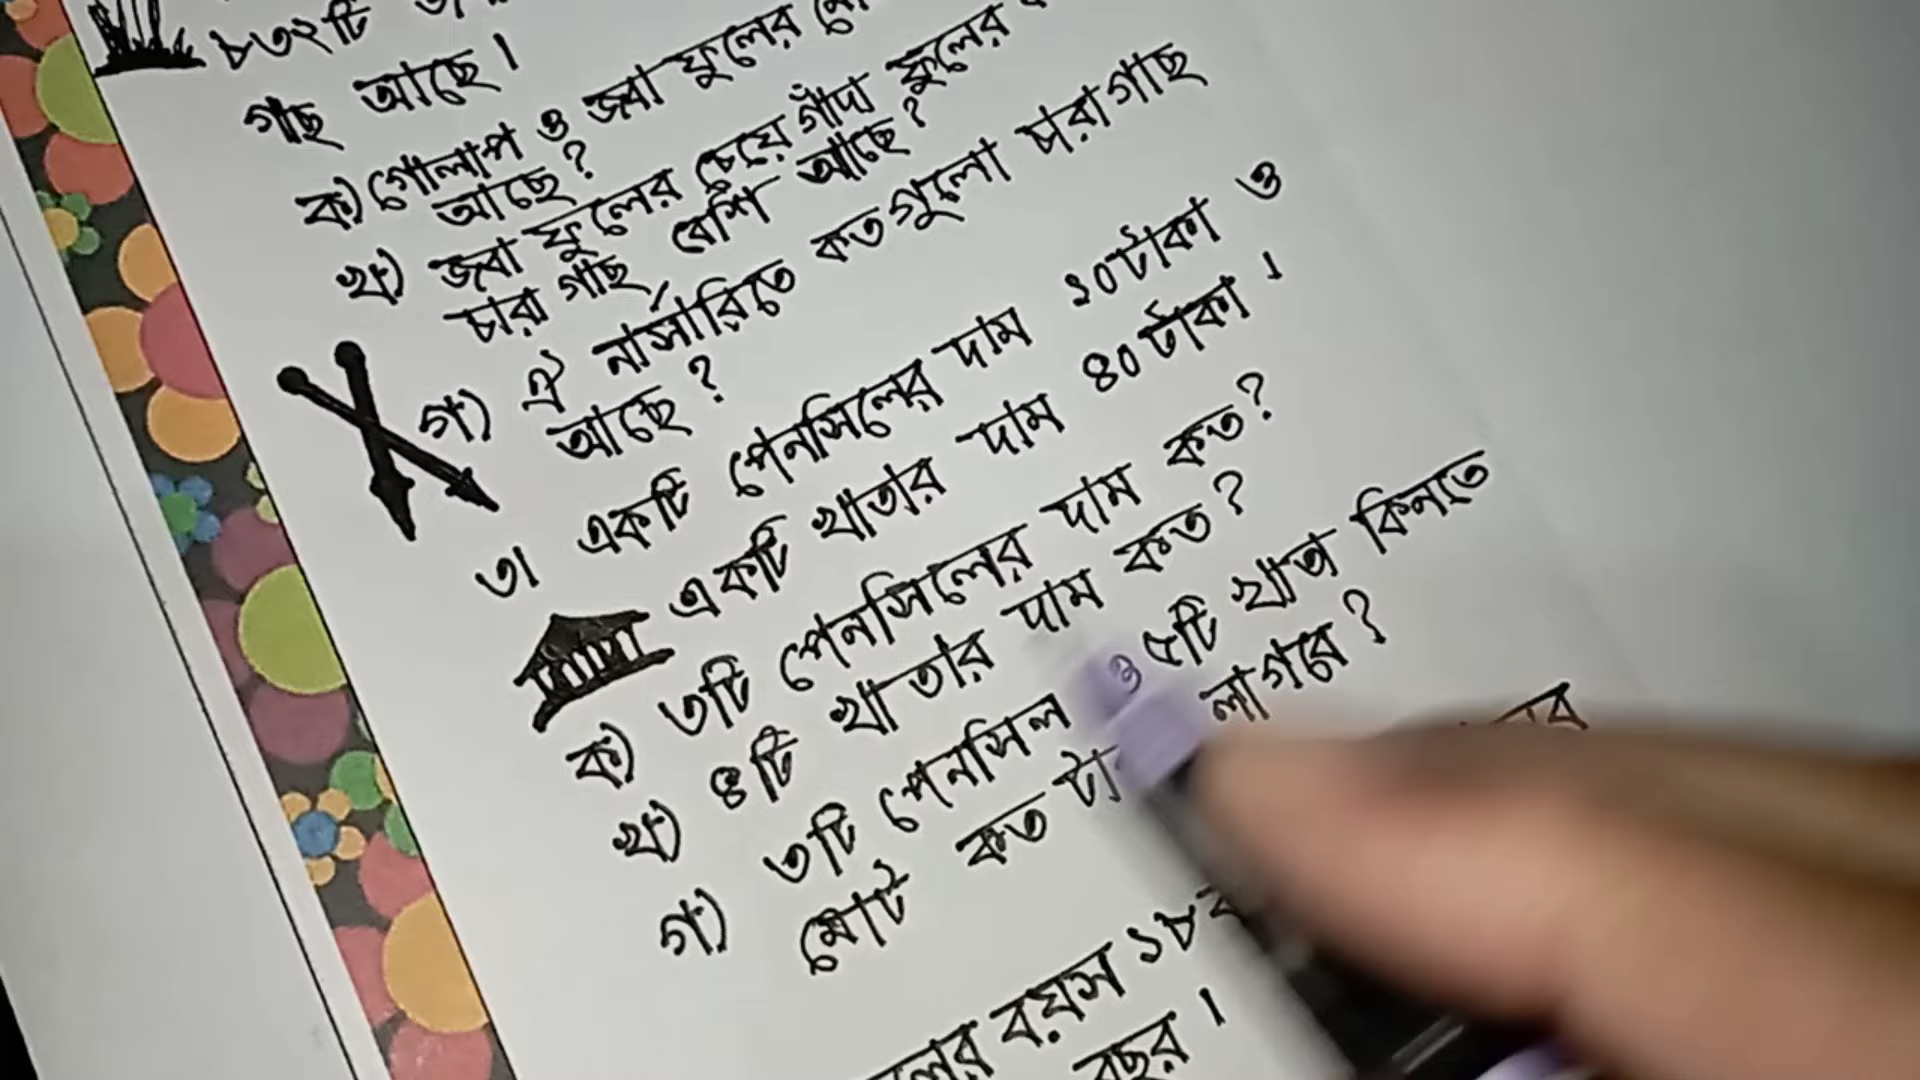 ৮৩২টি
গাছ আছে।
ক) গোলাপ ও জবা ফুলের
আছে?
খ) জবা ফুলের চেয়ে গাঁদা ফুলের
চারা গাছ বেশি আছে?
গ) ঐ নার্সারিতে কতগুলো চারাগাছ
আছে?
৩। একটি পেনসিলের দাম ১০টাকা ও
একটি খাতার দাম ৪০টাকা।
ক) ৩টি পেনসিলের দাম কত?
খ) ৪টি খাতার দাম কত?
গ) ৩টি পেনসিল ও ৫টি খাতা কিনতে
মোট কত লাগবে?
বয়স ১৮
বছর।